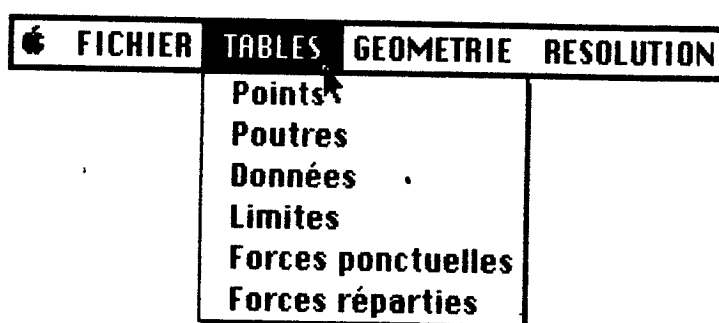 FICHIER TABLES GEOMETRIE RESOLUTION
Points
Poutres
Données
Limites
Forces ponctuelles
Forces réparties